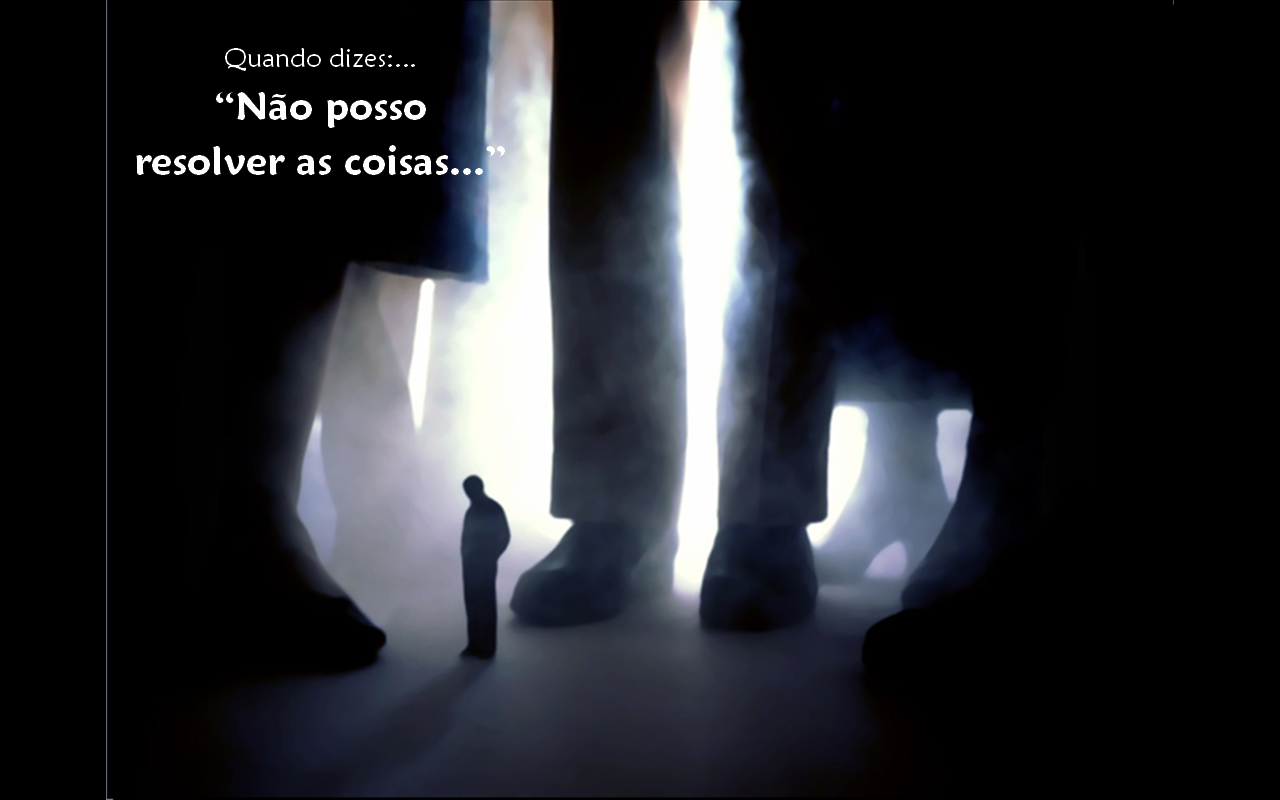 Quando dizes:...
“Não posso
resolver as coisas...”